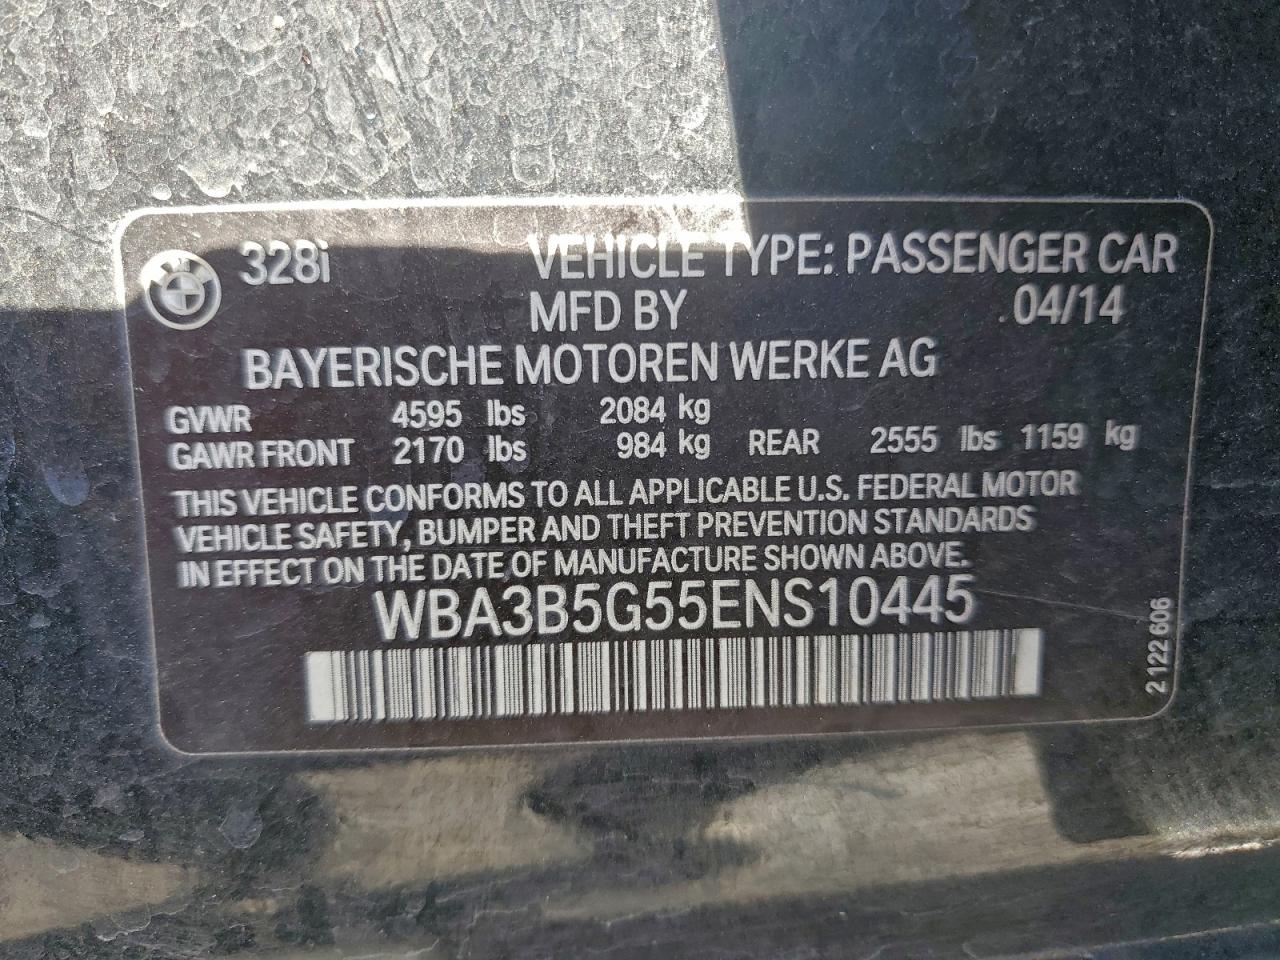 328i VEHICLE TYPE: PASSENGER CAR
MFD BY 04/14
BAYERISCHE MOTOREN WERKE AG
GVWR 4595 lbs 2084 kg
GAWR FRONT 2170 lbs 984 kg REAR 2555 lbs 1159 kg
THIS VEHICLE CONFORMS TO ALL APPLICABLE U.S. FEDERAL MOTOR
VEHICLE SAFETY, BUMPER AND THEFT PREVENTION STANDARDS
IN EFFECT ON THE DATE OF MANUFACTURE SHOWN ABOVE.
WBA3B5G55ENS10445
2 122 606